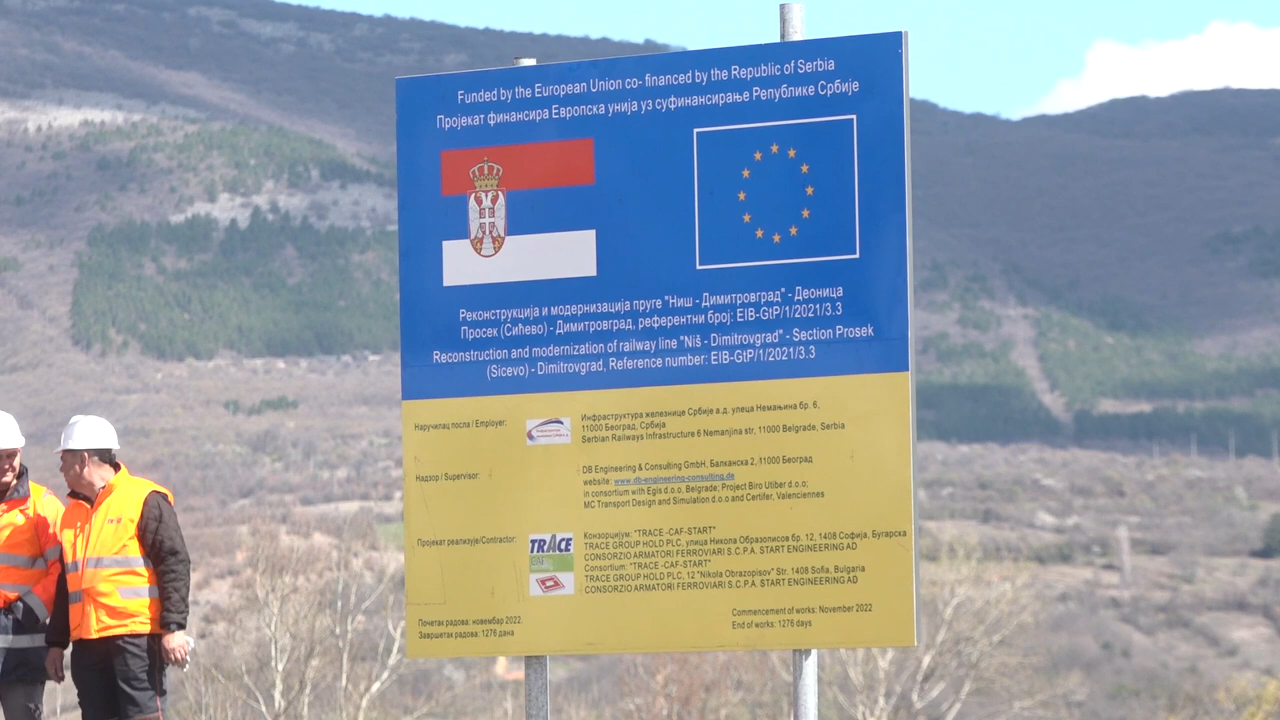 Funded by the European Union co- financed by the Republic of Serbia
Пројекат финансира Европска унија уз суфинансирање Републике Србије
Реконструкција и модернизација пруге "Ниш - Димитровград" - Деоница
Просек (Сићево) - Димитровград, референтни број: EIB-GtP/1/2021/3.3
Reconstruction and modernization of railway line "Niš - Dimitrovgrad" - Section Prosek
(Sicevo) - Dimitrovgrad, Reference number: EIB-GtP/1/2021/3.3
Наручилац посла / Employer:
Инфраструктура железнице Србије а.д. улеца Немањина бр. 6,
11000 Београд, Србија
Serbian Railways Infrastructure 6 Nemanjina str, 11000 Belgrade, Serbia
Надзор / Supervisor:
DB Engineering & Consulting GmbH, Балканска 2, 11000 Београд
website: www.db-engineering-consulting.de
in consortium with Egis d.o.o, Belgrade; Project Biro Utiber d.o.o;
MC Transport Design and Simulation d.o.o and Certifer, Valenciennes
Пројекат реализује/Contractor:
TRACE
Конзорцијум: "TRACE -CAF-START"
TRACE GROUP HOLD PLC, улица Никола Образописов бр. 12, 1408 Софија, Бугарска
CONSORZIO ARMATORI FERROVIARI S.C.P.A. START ENGINEERING AD
Consortium: "TRACE -CAF-START"
TRACE GROUP HOLD PLC, 12 "Nikola Obrazopisov" Str. 1408 Sofia, Bulgaria
CONSORZIO ARMATORI FERROVIARI S.C.P.A. START ENGINEERING AD
Почетак радова: новембар 2022.
Завршетак радова: 1276 дана
Commencement of works: November 2022
End of works: 1276 days